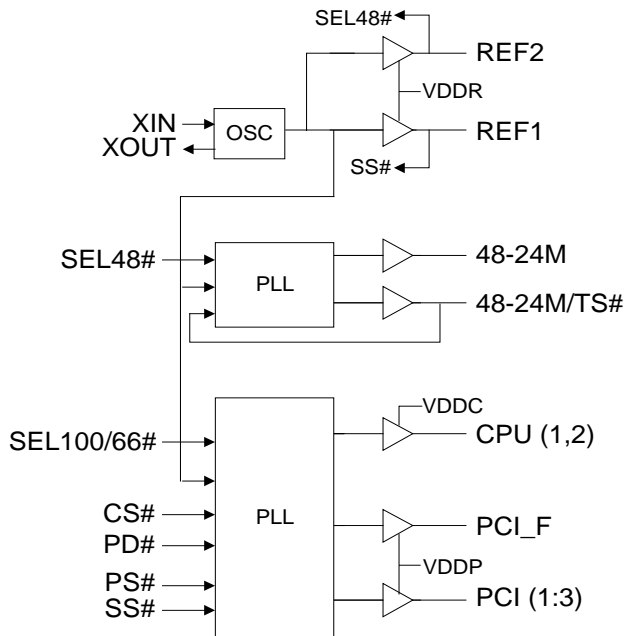 SEL48#
REF2
VDDR
XIN
XOUT
OSC
REF1
SS#
SEL48#
PLL
48-24M
48-24M/TS#
SEL100/66#
VDDC
CPU (1,2)
CS#
PD#
PLL
PCI_F
VDDP
PS#
SS#
PCI (1:3)